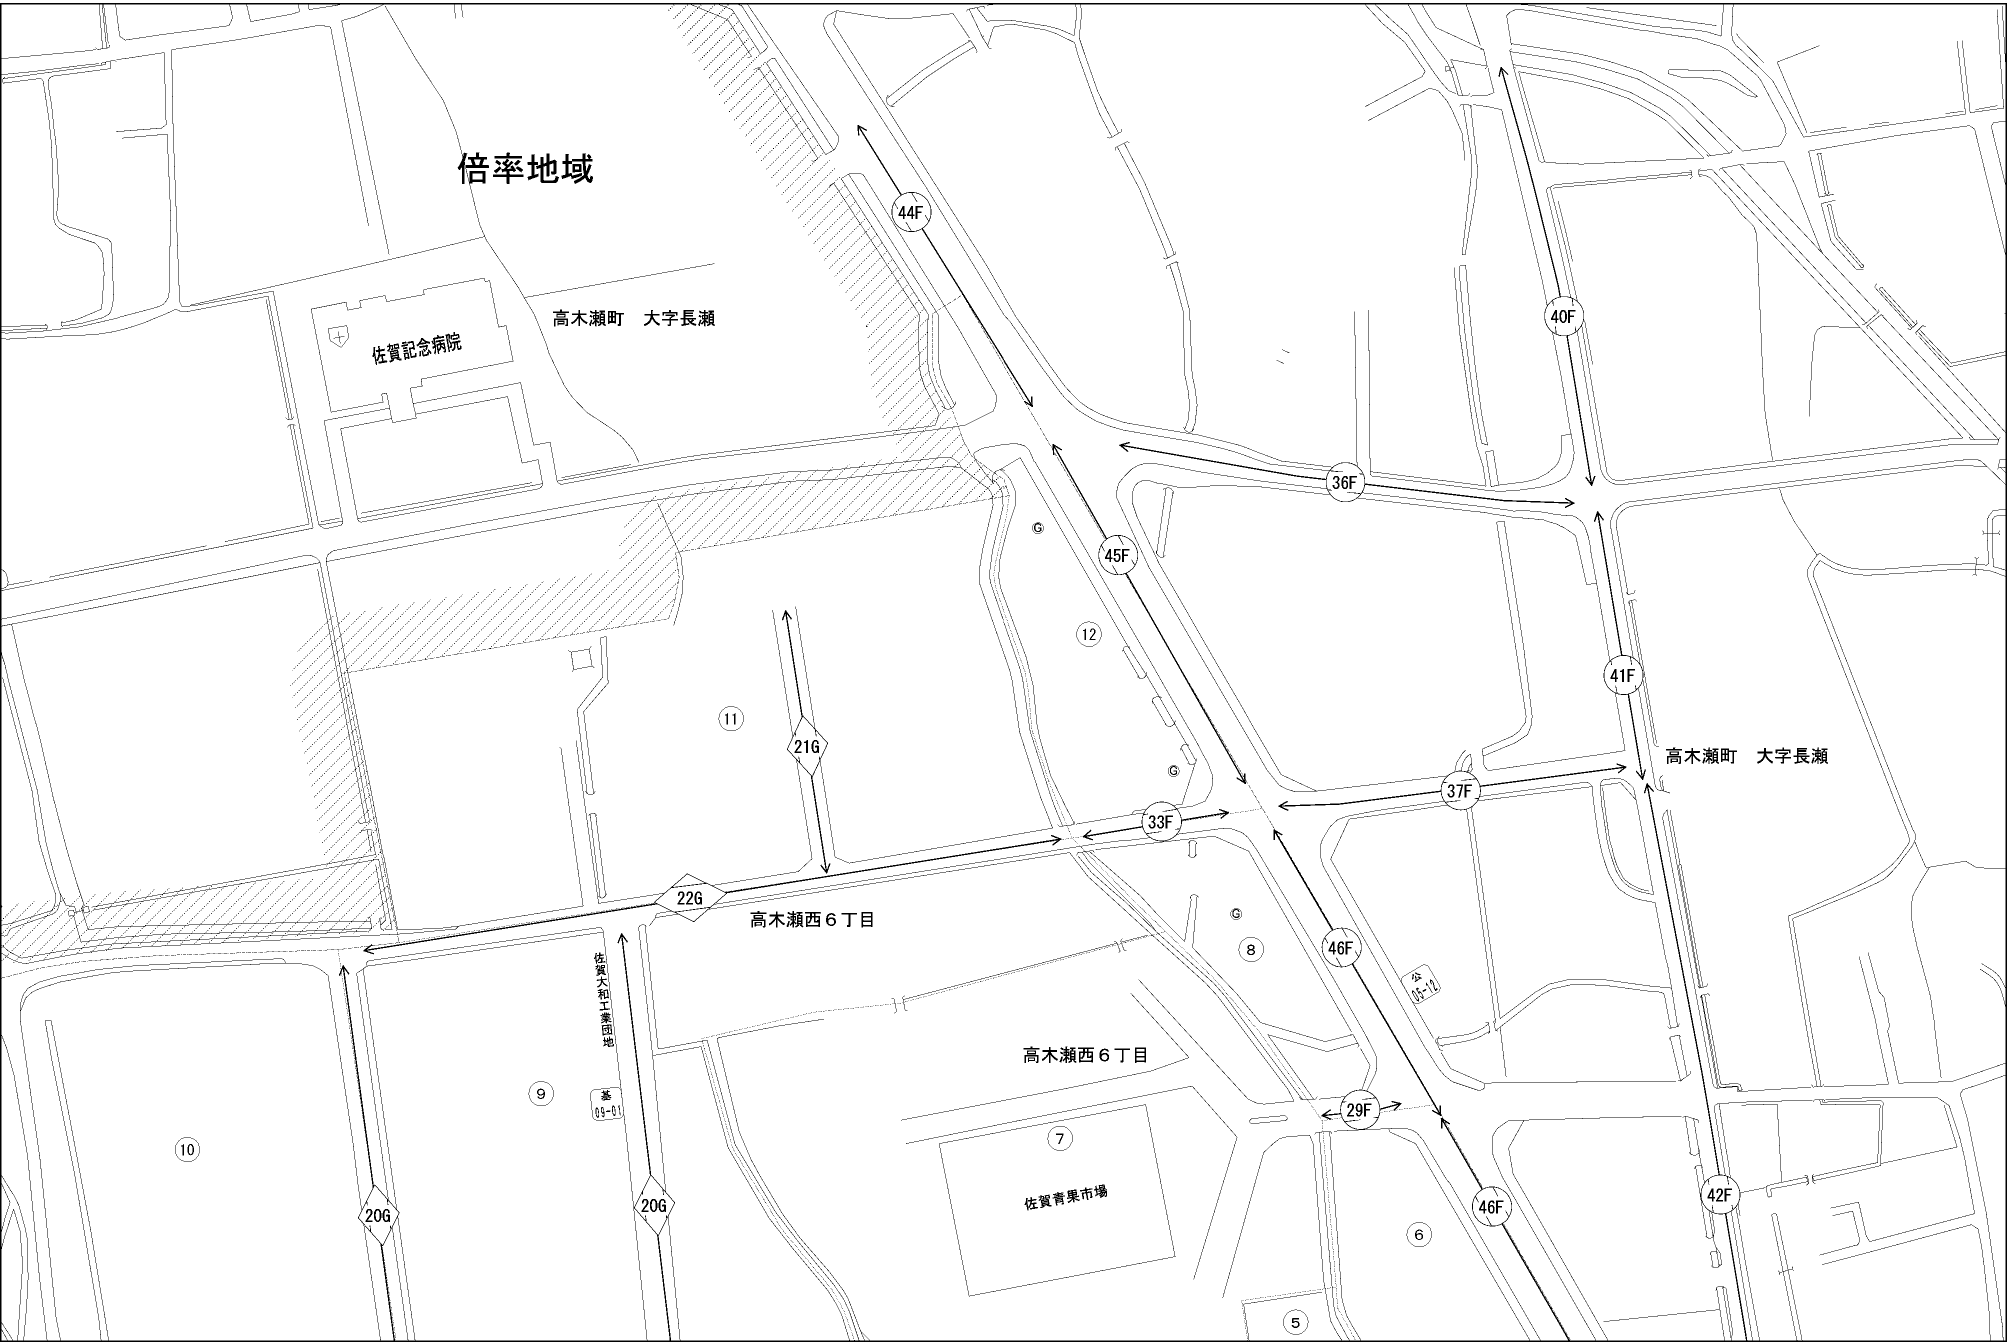 倍率地域
44F
40F
高木瀬町　大字長瀬
佐賀記念病院
36F
G
45F
12
41F
11
21G
高木瀬町　大字長瀬
G
37F
33F
22G
高木瀬西６丁目
G
8
46F
佐賀大和工業団地
公
05-12
高木瀬西６丁目
9
基
09-01
29F
7
10
佐賀青果市場
42F
20G
20G
46F
6
5